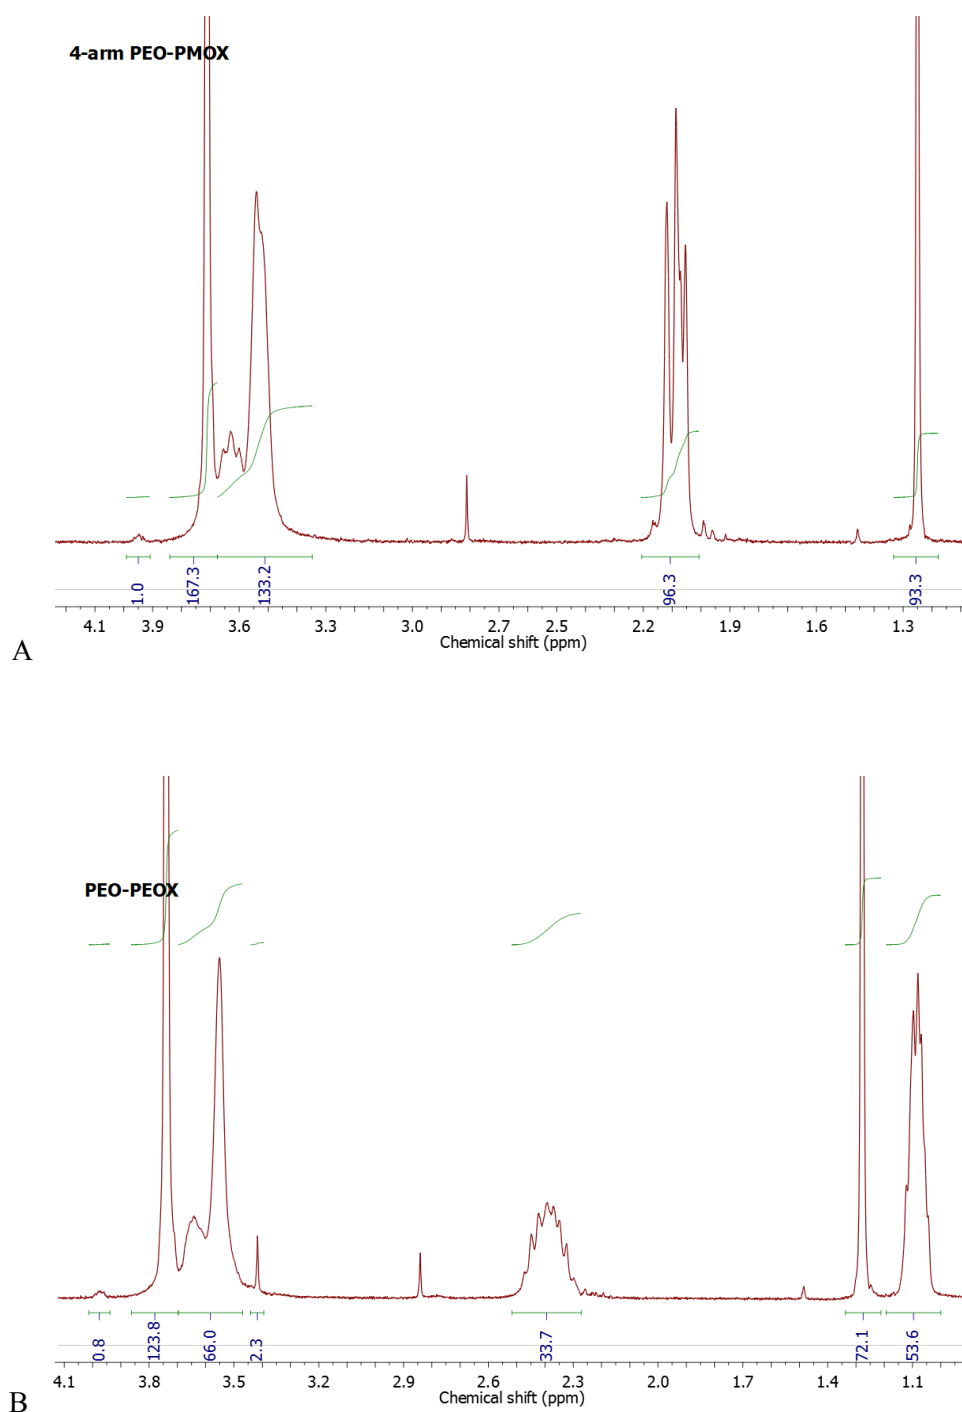 4-arm PEO-PMOX
1.0
167.3
133.2
96.3
93.3
4.1 3.9 3.6 3.3 3.0 2.7 2.5 2.2 1.9 1.6 1.3
Chemical shift (ppm)
A
PEO-PEOX
0.8
123.8
66.0
2.3
33.7
72.1
53.6
4.1 3.8 3.5 3.2 2.9 2.6 2.3 2.0 1.7 1.4 1.1
Chemical shift (ppm)
B